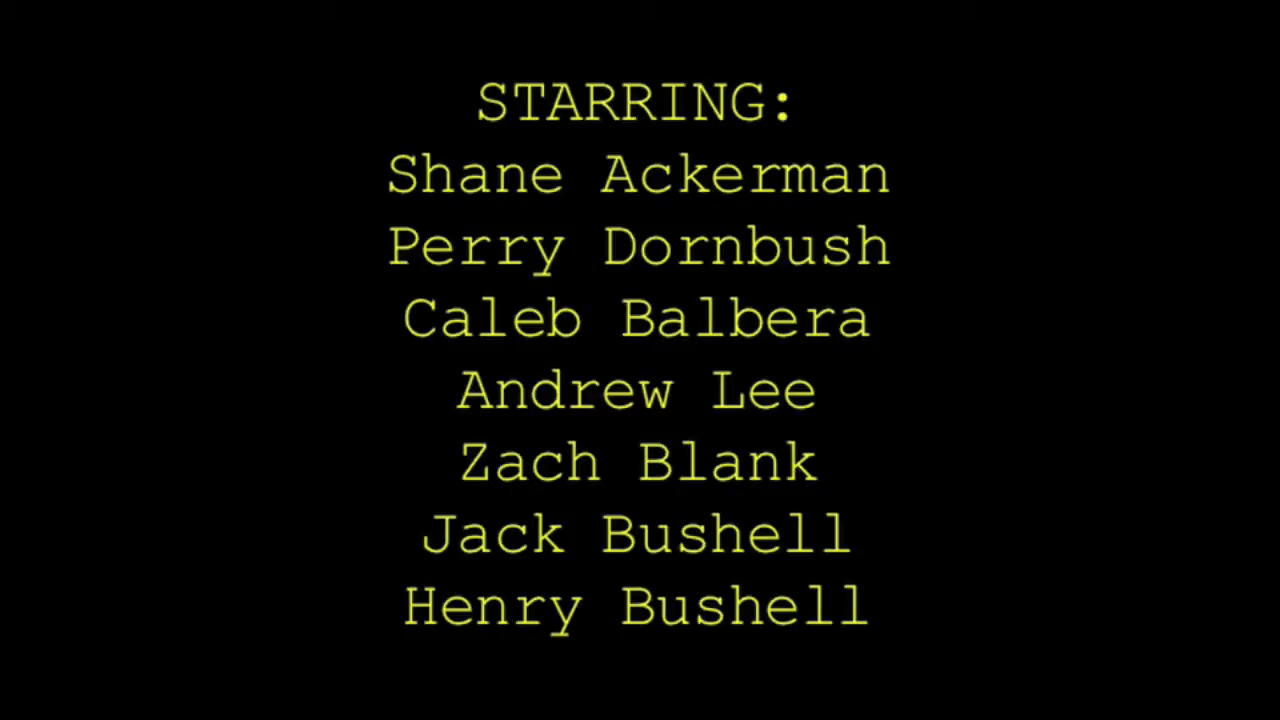 STARRING:
Shane Ackerman
Perry Dornbush
Caleb Balbera
Andrew Lee
Zach Blank
Jack Bushell
Henry Bushell